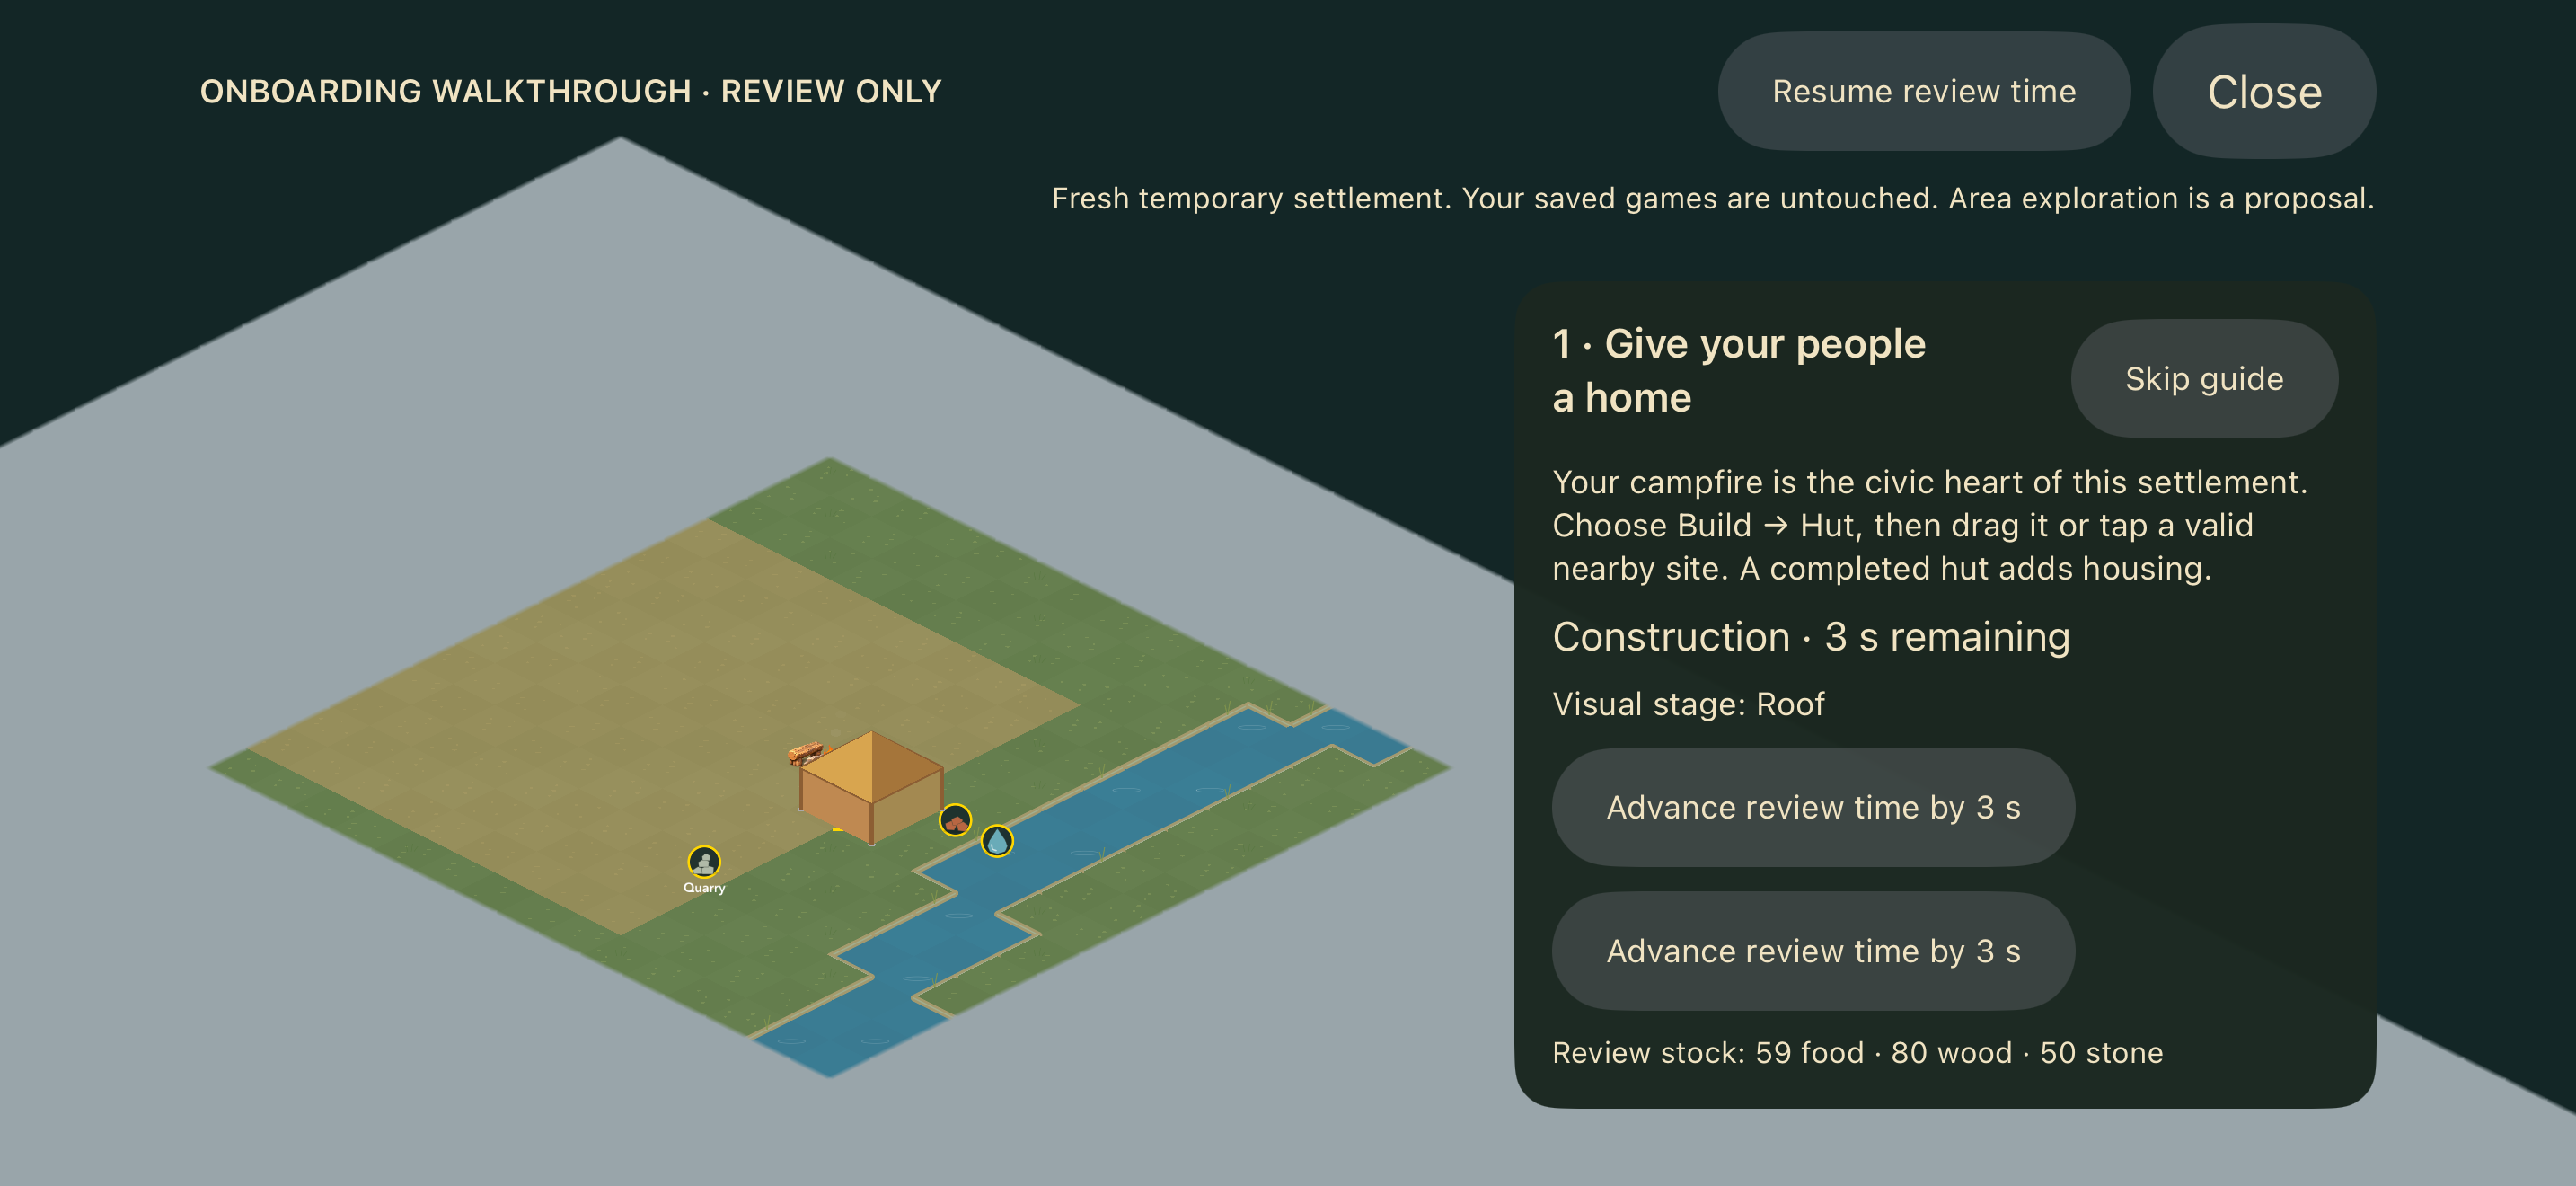 ONBOARDING WALKTHROUGH · REVIEW ONLY
Resume review time
Close
Fresh temporary settlement. Your saved games are untouched. Area exploration is a proposal.
1 · Give your people
a home
Skip guide
Your campfire is the civic heart of this settlement.
Choose Build → Hut, then drag it or tap a valid
nearby site. A completed hut adds housing.
Construction · 3 s remaining
Visual stage: Roof
Advance review time by 3 s
Advance review time by 3 s
Review stock: 59 food · 80 wood · 50 stone
Quarry